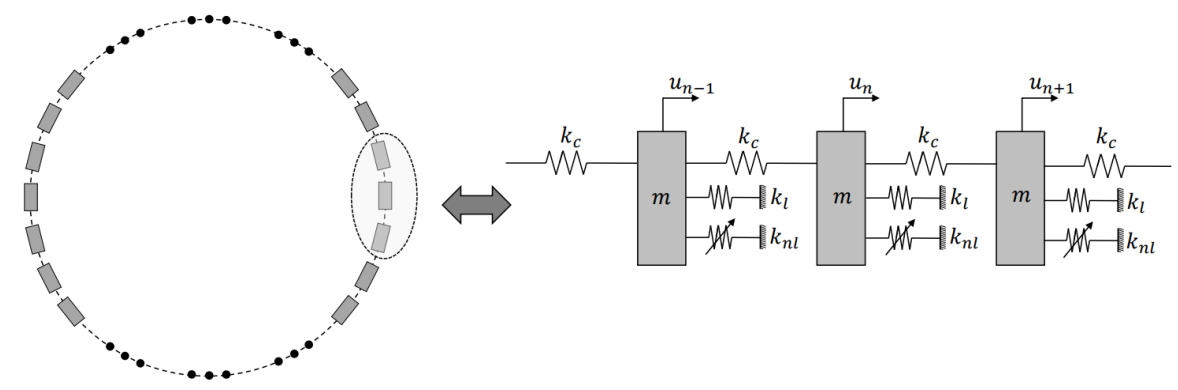 u_{n-1} u_n u_{n+1}
k_c k_c k_c k_c
m k_l m k_l m k_l
k_{nl} k_{nl} k_{nl}